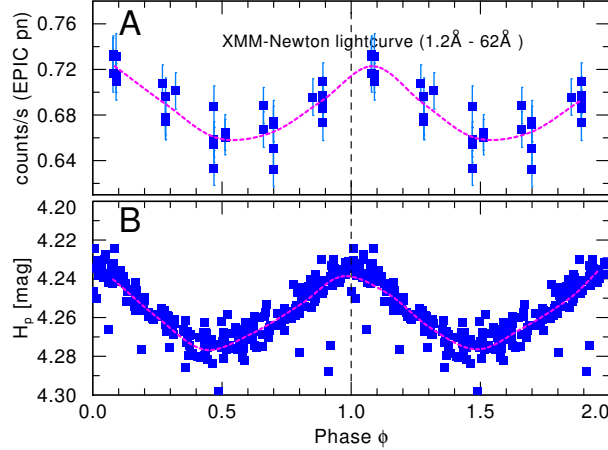 A
XMM-Newton lightcurve (1.2Å - 62Å )
counts/s (EPIC pn)
0.76
0.72
0.68
0.64
B
H_p [mag]
4.20
4.22
4.24
4.26
4.28
4.30
0.0 0.5 1.0 1.5 2.0
Phase ϕ